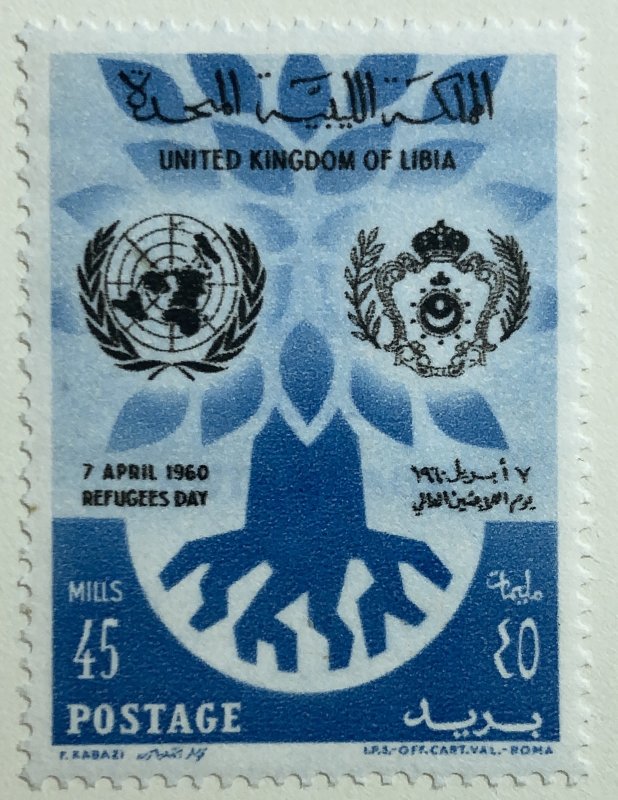 المملكة الليبية المتحدة
UNITED KINGDOM OF LIBIA
7 APRIL 1960
REFUGEES DAY
٧ أبريل ١٩٦٠
يوم اللاجئين العالمي
MILLS
45
POSTAGE
مليمات
٤٥
بريد
F. KABAZI
I.P.S.-OFF.CART.VAL.-ROMA